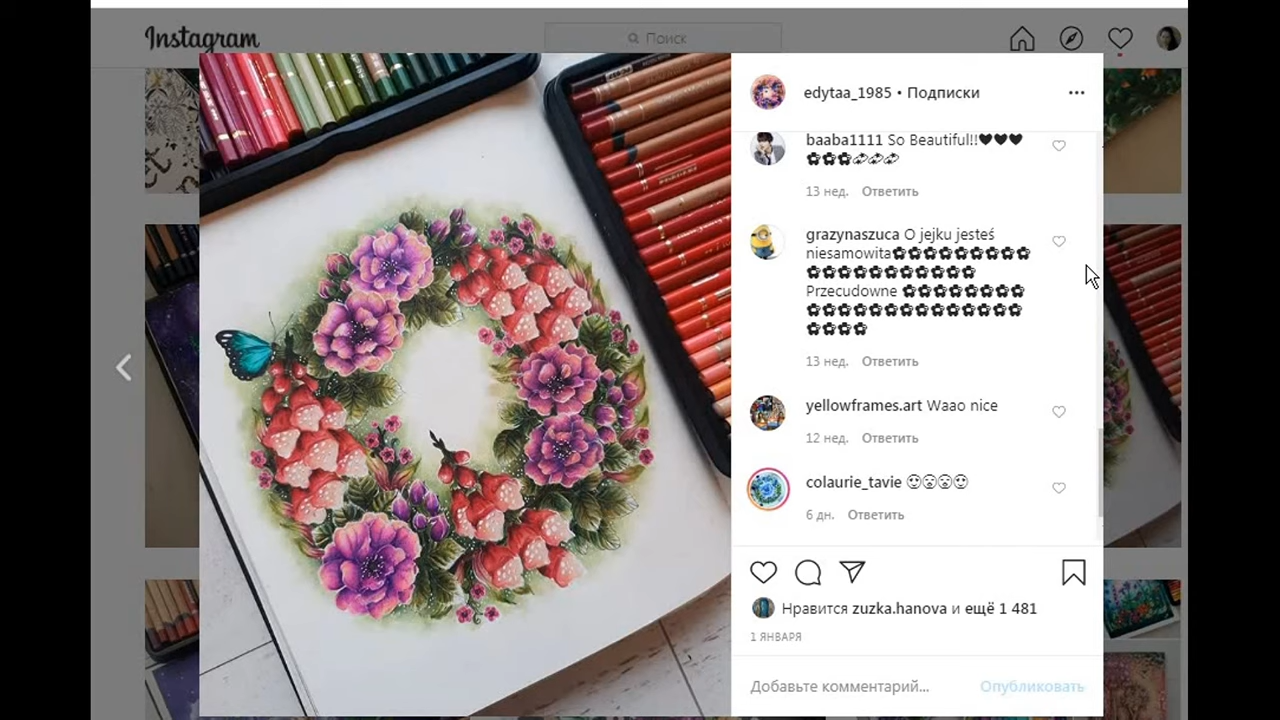 Instagram
Поиск
edytaa_1985 • Подписки
baaba1111 So Beautiful!!🖤🖤🖤
13 нед. Ответить
grazynaszuca O jejku jesteś
niesamowita
Przecudowne
13 нед. Ответить
yellowframes.art Waao nice
12 нед. Ответить
colaurie_tavie
6 дн. Ответить
Нравится zuzka.hanova и ещё 1 481
1 ЯНВАРЯ
Добавьте комментарий... Опубликовать